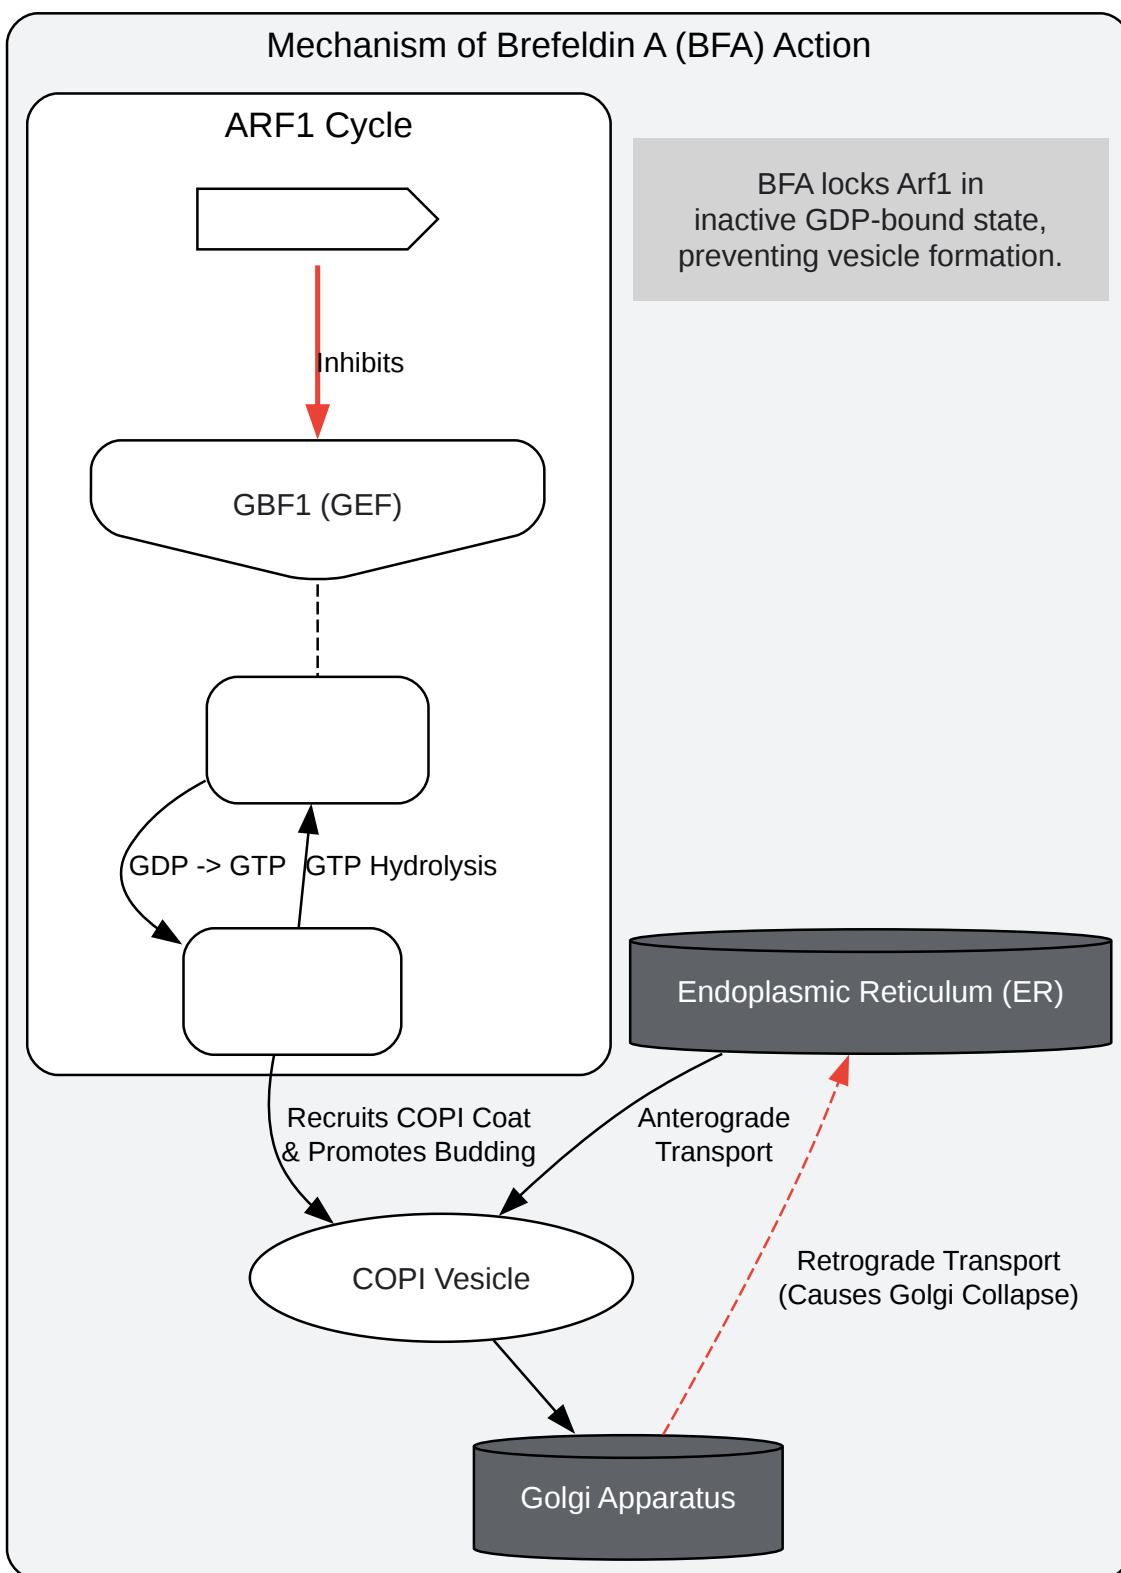 Mechanism of Brefeldin A (BFA) Action
ARF1 Cycle
BFA locks Arf1 in
inactive GDP-bound state,
preventing vesicle formation.
Inhibits
GBF1 (GEF)
GDP -> GTP
GTP Hydrolysis
Endoplasmic Reticulum (ER)
Recruits COPI Coat
& Promotes Budding
Anterograde
Transport
COPI Vesicle
Retrograde Transport
(Causes Golgi Collapse)
Golgi Apparatus